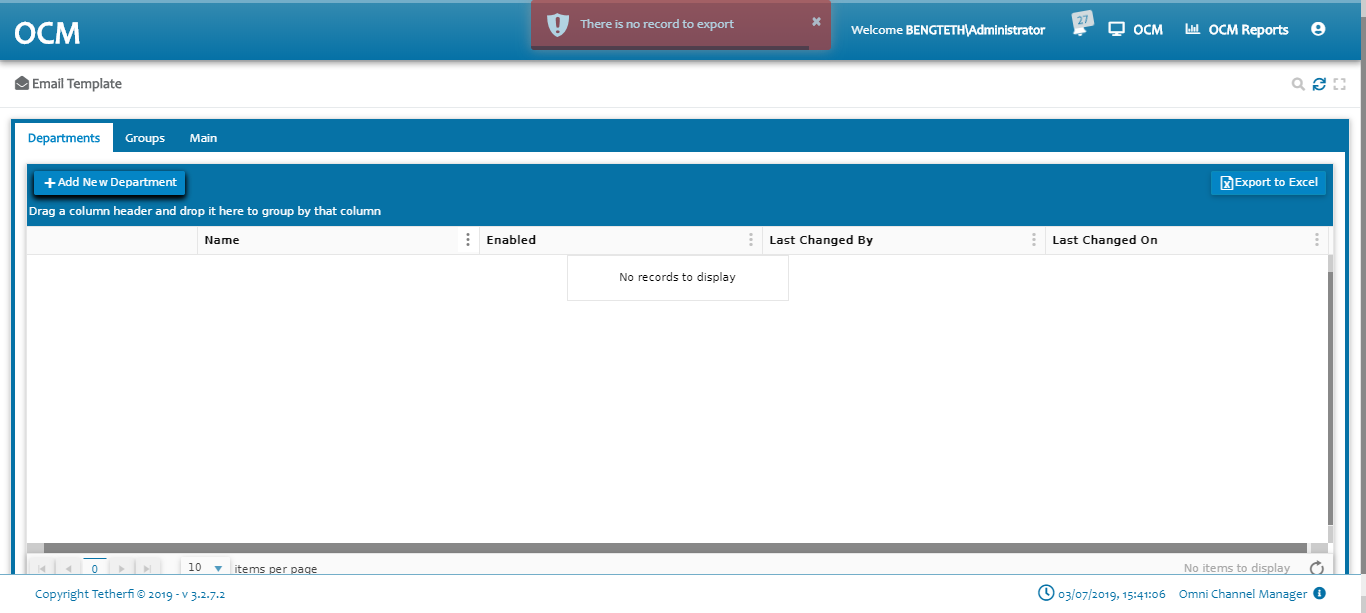 OCM
There is no record to export ×
Welcome BENGTETH\Administrator
27
OCM
OCM Reports
Email Template
Departments Groups Main
Add New Department
Export to Excel
Drag a column header and drop it here to group by that column
Name Enabled Last Changed By Last Changed On
No records to display
0 10 items per page No items to display
Copyright Tetherfi © 2019 - v 3.2.7.2 03/07/2019, 15:41:06 Omni Channel Manager